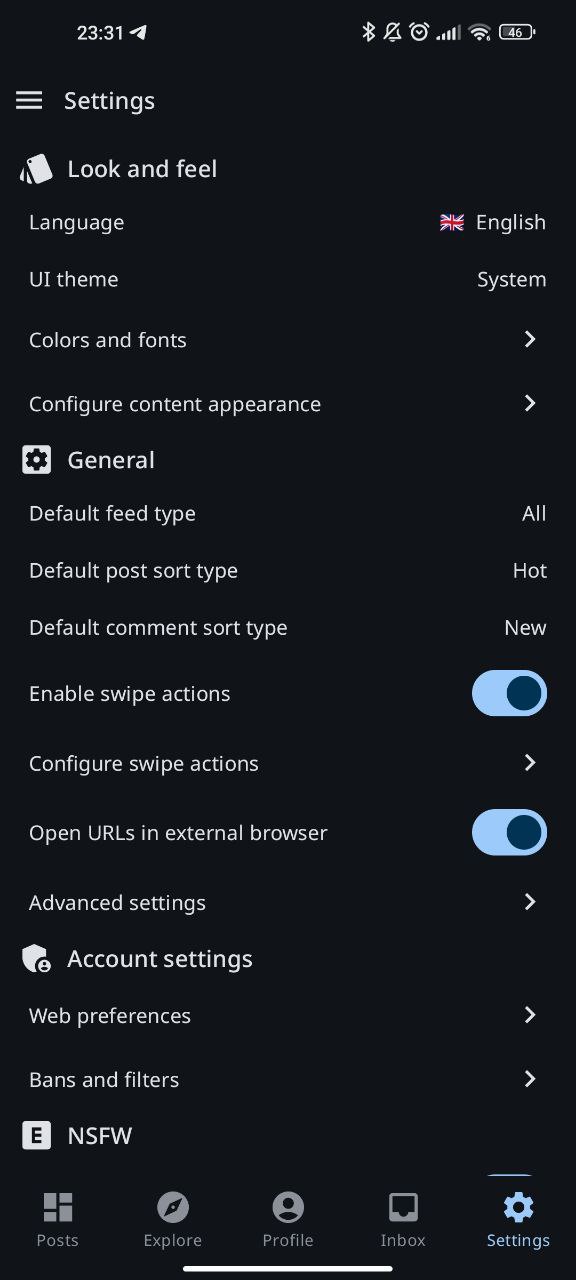 23:31
46
Settings
Look and feel
Language 🇬🇧 English
UI theme System
Colors and fonts
Configure content appearance
General
Default feed type All
Default post sort type Hot
Default comment sort type New
Enable swipe actions
Configure swipe actions
Open URLs in external browser
Advanced settings
Account settings
Web preferences
Bans and filters
E NSFW
Posts Explore Profile Inbox Settings